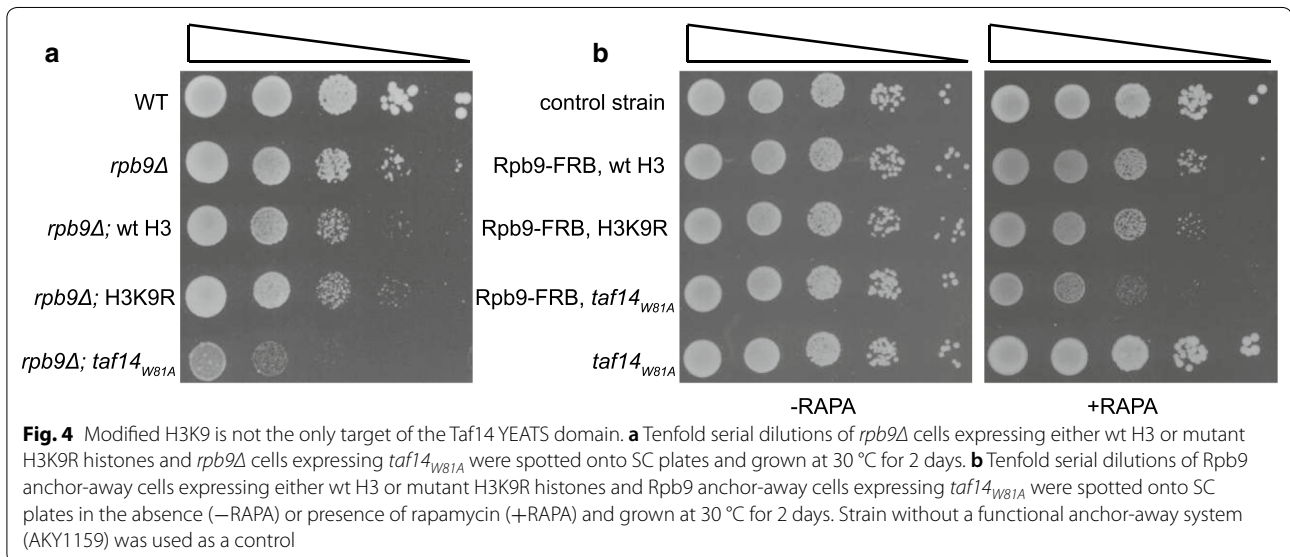 a
WT
rpb9Δ
rpb9Δ; wt H3
rpb9Δ; H3K9R
rpb9Δ; taf14W81A
b
control strain
Rpb9-FRB, wt H3
Rpb9-FRB, H3K9R
Rpb9-FRB, taf14W81A
taf14W81A
-RAPA
+RAPA
Fig. 4 Modified H3K9 is not the only target of the Taf14 YEATS domain. a Tenfold serial dilutions of rpb9Δ cells expressing either wt H3 or mutant
H3K9R histones and rpb9Δ cells expressing taf14W81A were spotted onto SC plates and grown at 30 °C for 2 days. b Tenfold serial dilutions of Rpb9
anchor-away cells expressing either wt H3 or mutant H3K9R histones and Rpb9 anchor-away cells expressing taf14W81A were spotted onto SC
plates in the absence (−RAPA) or presence of rapamycin (+RAPA) and grown at 30 °C for 2 days. Strain without a functional anchor-away system
(AKY1159) was used as a control